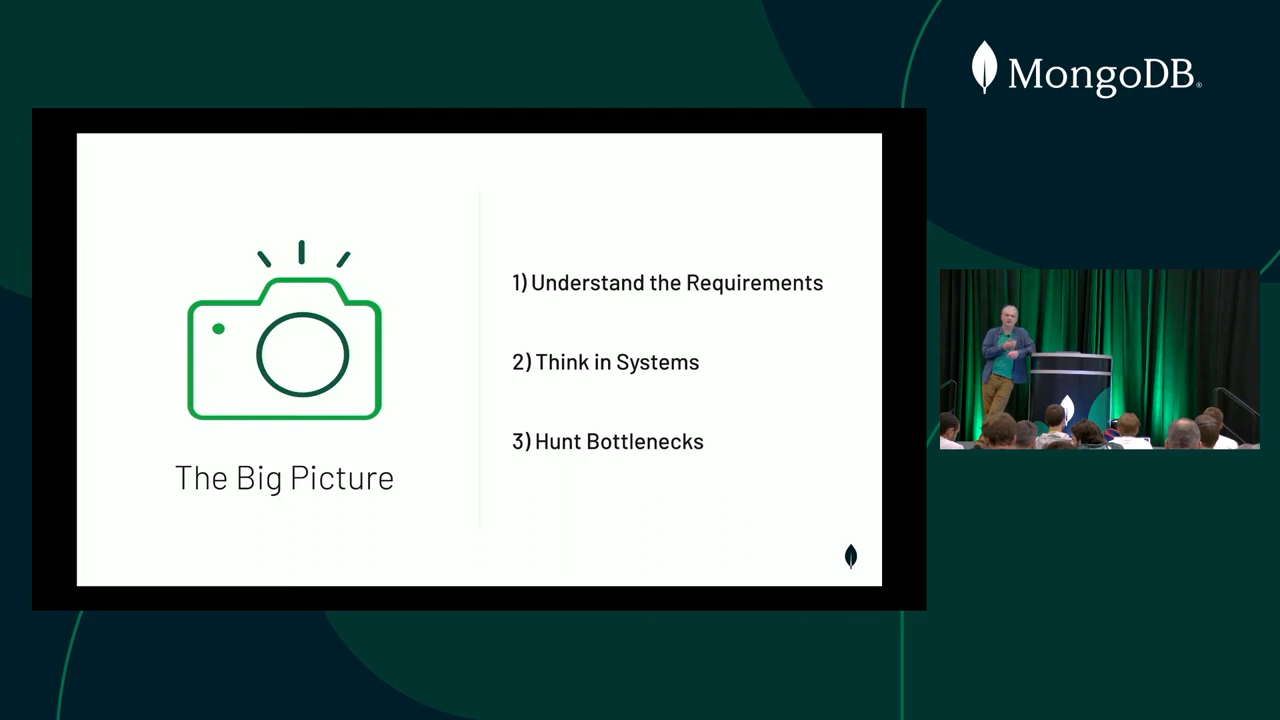 MongoDB®
1) Understand the Requirements
2) Think in Systems
3) Hunt Bottlenecks
The Big Picture